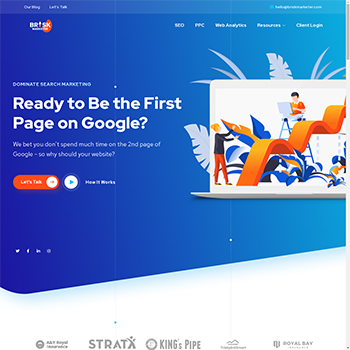 Our Blog Let's Talk hello@briskmarketer.com
BRISK
SEO PPC Web Analytics Resources Client Login
DOMINATE SEARCH MARKETING
Ready to Be the First
Page on Google?
We bet you don't spend much time on the 2nd page of
Google - so why should your website?
Let's Talk How It Works
A&F Royal
Insurance
STRATX
KING's PIPE
ROYAL BAY